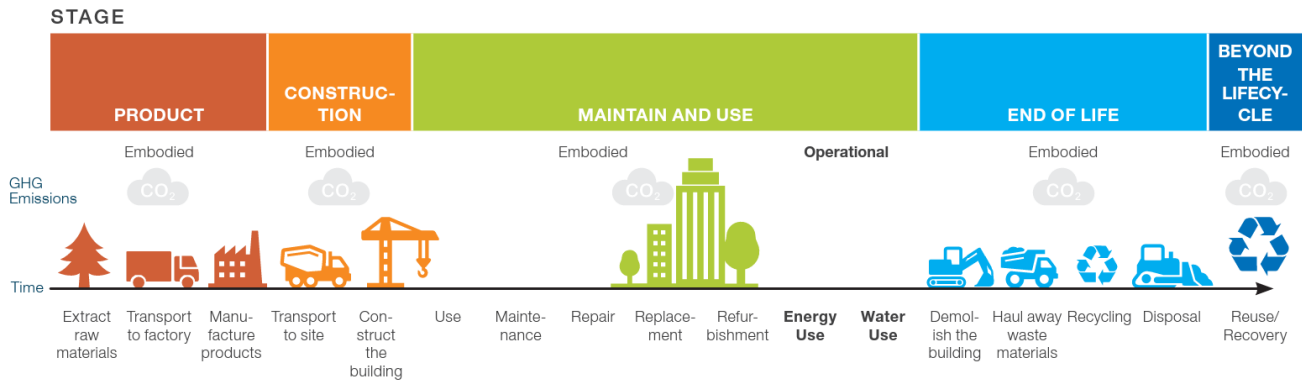 STAGE
PRODUCT
CONSTRUC-
TION
MAINTAIN AND USE
END OF LIFE
BEYOND
THE
LIFECY-
CLE
Embodied
Embodied
Embodied
Operational
Embodied
Embodied
GHG
Emissions
CO₂
CO₂
CO₂
CO₂
CO₂
Time
Extract
raw
materials
Transport
to factory
Manu-
facture
products
Transport
to site
Con-
struct
the
building
Use
Mainte-
nance
Repair
Replace-
ment
Refur-
bishment
Energy
Use
Water
Use
Demol-
ish the
building
Haul away
waste
materials
Recycling
Disposal
Reuse/
Recovery